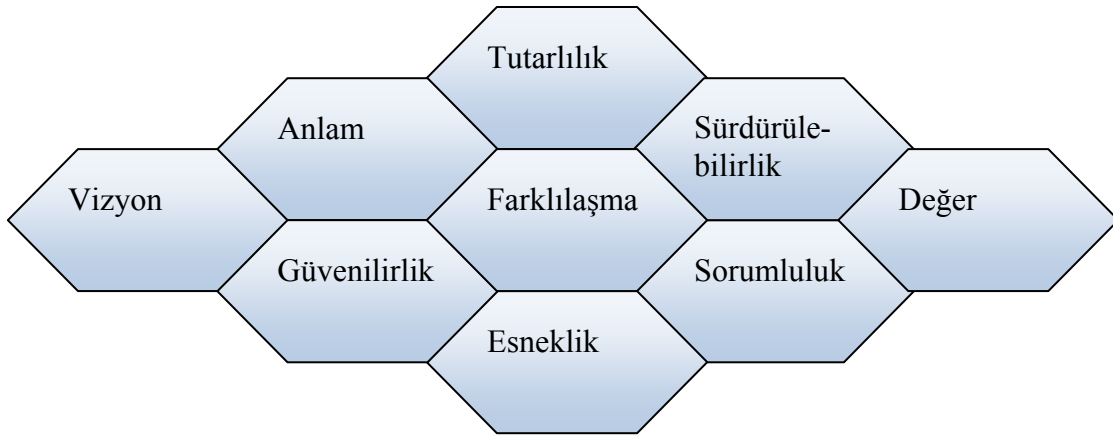 Tutarlılık
Anlam
Sürdürüle-
bilirlik
Vizyon
Farklılaşma
Değer
Güvenilirlik
Sorumluluk
Esneklik